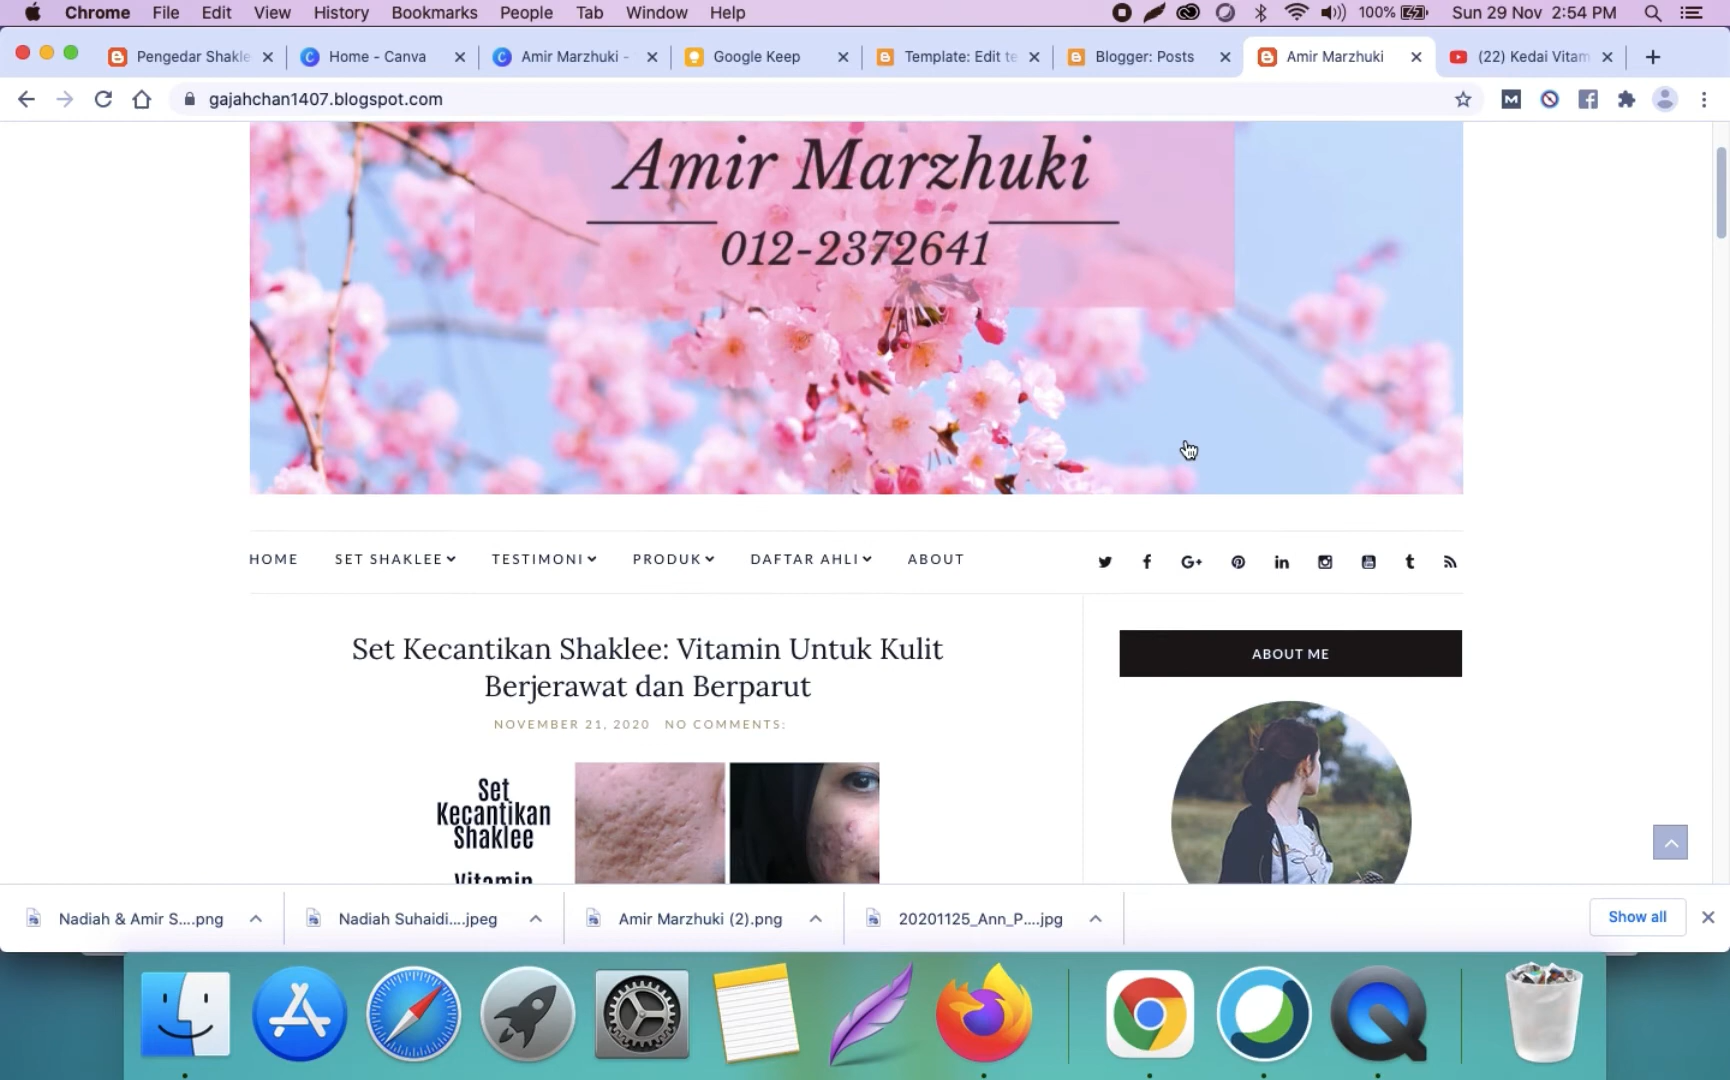 Chrome File Edit View History Bookmarks People Tab Window Help 100% Sun 29 Nov 2:54 PM
Pengedar Shakle Home - Canva Amir Marzhuki - Google Keep Template: Edit te Blogger: Posts Amir Marzhuki (22) Kedai Vitam
gajahchan1407.blogspot.com
Amir Marzhuki
012-2372641
HOME SET SHAKLEE TESTIMONI PRODUK DAFTAR AHLI ABOUT
Set Kecantikan Shaklee: Vitamin Untuk Kulit
Berjerawat dan Berparut
NOVEMBER 21, 2020 NO COMMENTS:
ABOUT ME
Set
Kecantikan
Shaklee
Vitamin
Nadiah & Amir S....png Nadiah Suhaidi....jpeg Amir Marzhuki (2).png 20201125_Ann_P....jpg Show all